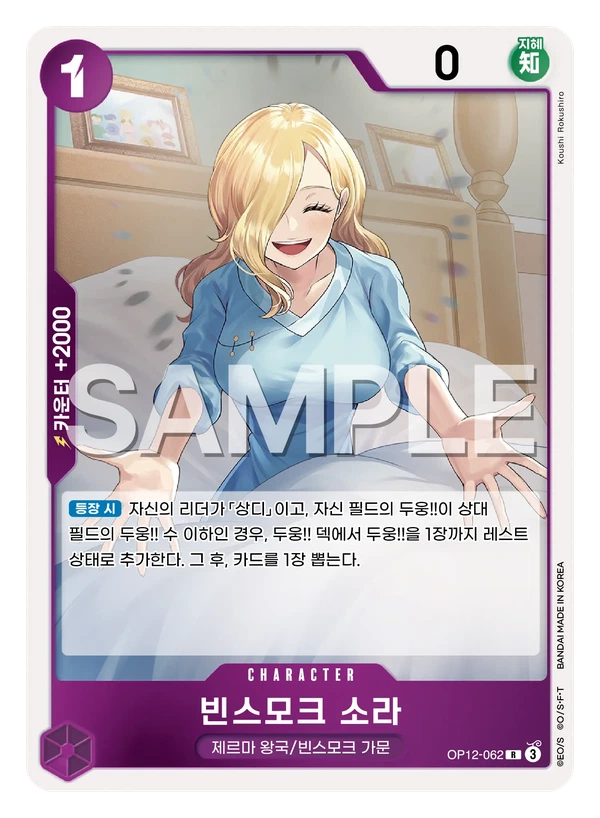 1
0
지혜
知
Koushi Rokushiro
카운터 +2000
SAMPLE
등장 시 자신의 리더가 「상디」이고, 자신 필드의 두웅!!이 상대
필드의 두웅!! 수 이하인 경우, 두웅!! 덱에서 두웅!!을 1장까지 레스트
상태로 추가한다. 그 후, 카드를 1장 뽑는다.
CHARACTER
빈스모크 소라
제르마 왕국/빈스모크 가문
OP12-062 R 3
©EO/S ©O/S·F·T BANDAI MADE IN KOREA